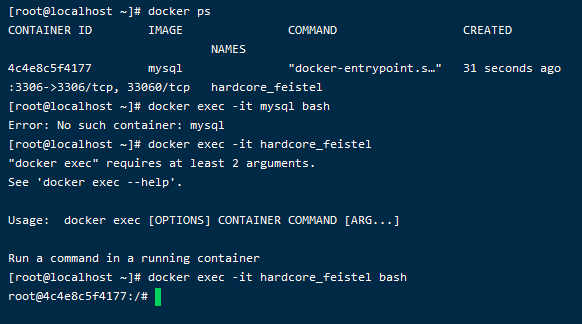 [root@localhost ~]# docker ps
CONTAINER ID        IMAGE               COMMAND                  CREATED
                              NAMES
4c4e8c5f4177        mysql               "docker-entrypoint.s…"   31 seconds ago
:3306->3306/tcp, 33060/tcp   hardcore_feistel
[root@localhost ~]# docker exec -it mysql bash
Error: No such container: mysql
[root@localhost ~]# docker exec -it hardcore_feistel
"docker exec" requires at least 2 arguments.
See 'docker exec --help'.

Usage:  docker exec [OPTIONS] CONTAINER COMMAND [ARG...]

Run a command in a running container
[root@localhost ~]# docker exec -it hardcore_feistel bash
root@4c4e8c5f4177:/#